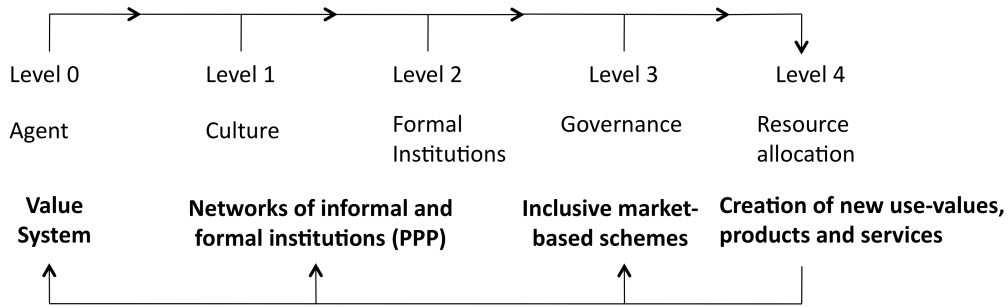 Level 0
Level 1
Level 2
Level 3
Level 4
Agent
Culture
Formal
Institutions
Governance
Resource
allocation
Value
System
Networks of informal and
formal institutions (PPP)
Inclusive market-
based schemes
Creation of new use-values,
products and services